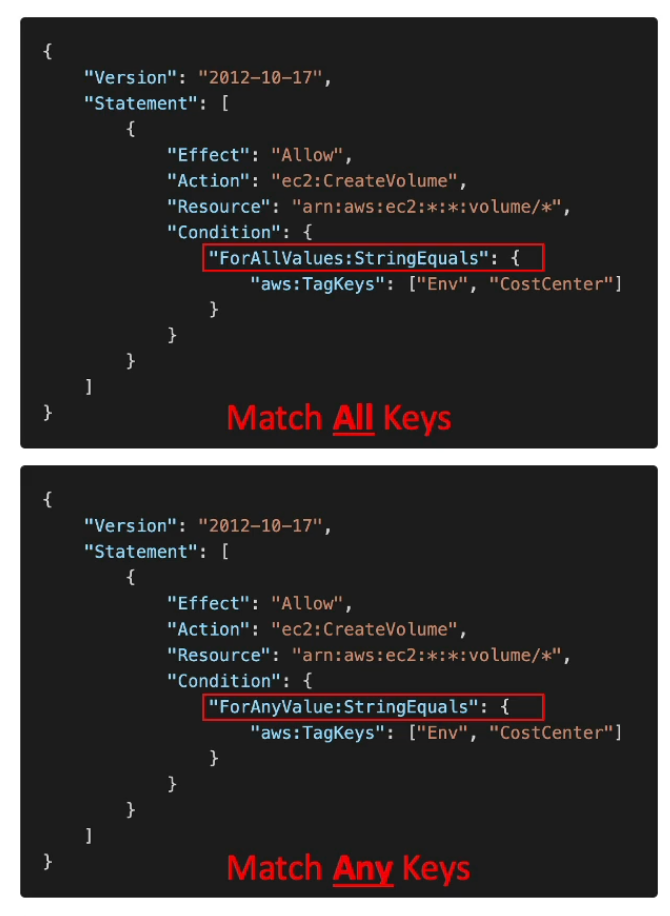 {
    "Version": "2012-10-17",
    "Statement": [
        {
            "Effect": "Allow",
            "Action": "ec2:CreateVolume",
            "Resource": "arn:aws:ec2:*:*:volume/*",
            "Condition": {
                "ForAllValues:StringEquals": {
                    "aws:TagKeys": ["Env", "CostCenter"]
                }
            }
        }
    ]
}
Match All Keys
{
    "Version": "2012-10-17",
    "Statement": [
        {
            "Effect": "Allow",
            "Action": "ec2:CreateVolume",
            "Resource": "arn:aws:ec2:*:*:volume/*",
            "Condition": {
                "ForAnyValue:StringEquals": {
                    "aws:TagKeys": ["Env", "CostCenter"]
                }
            }
        }
    ]
}
Match Any Keys